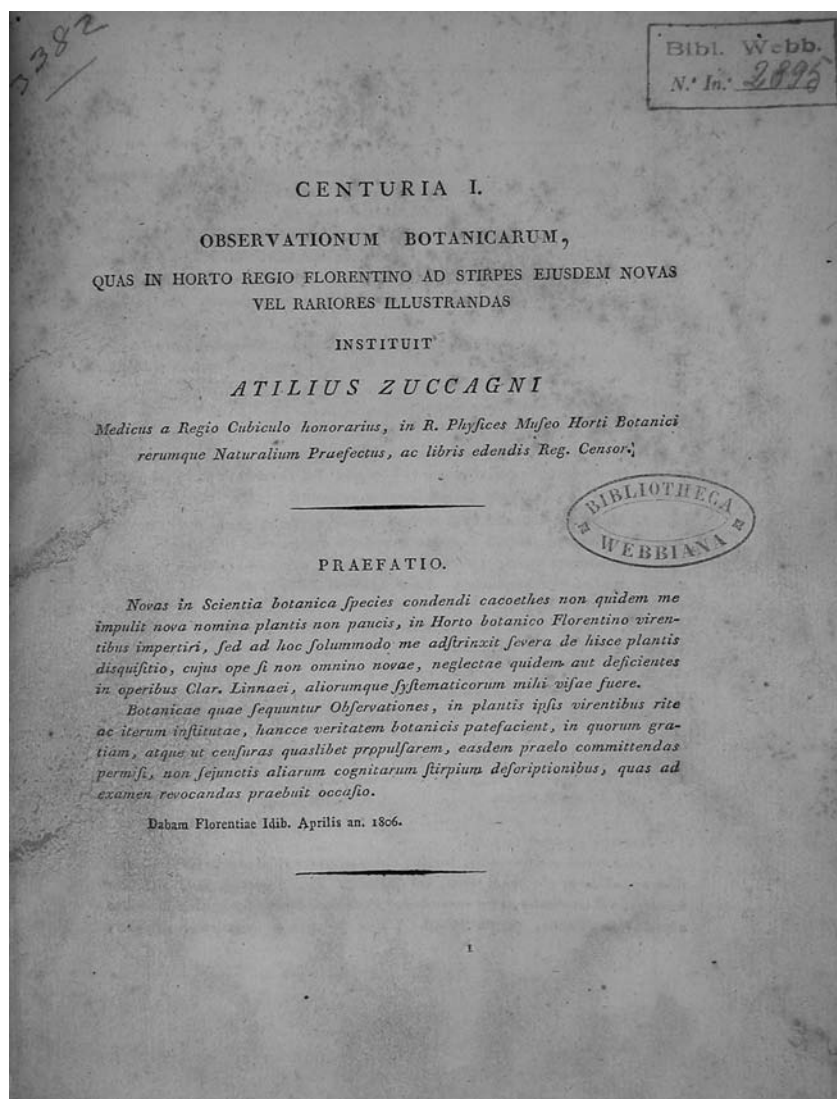 3382
Bibl. Webb.
N.º In.º 2895
CENTURIA I.
OBSERVATIONUM BOTANICARUM,
QUAS IN HORTO REGIO FLORENTINO AD STIRPES EJUSDEM NOVAS
VEL RARIORES ILLUSTRANDAS
INSTITUIT
ATILIUS ZUCCAGNI
Medicus a Regio Cubiculo honorarius, in R. Phyſices Muſeo Horti Botanici
rerumque Naturalium Praefectus, ac libris edendis Reg. Censor.
BIBLIOTHECA
WEBBIANA
PRAEFATIO.
Novas in Scientia botanica ſpecies condendi cacoethes non quidem me
impulit nova nomina plantis non paucis, in Horto botanico Florentino viren-
tibus impertiri, ſed ad hoc ſolummodo me adſtrinxit ſevera de hisce plantis
disquiſitio, cujus ope ſi non omnino novae, neglectae quidem aut deficientes
in operibus Clar. Linnaei, aliorumque ſyſtematicorum mihi viſae fuere.
Botanicae quae ſequuntur Obſervationes, in plantis ipſis virentibus rite
ac iterum inſtitutae, hancce veritatem botanicis patefacient, in quorum gra-
tiam, atque ut cenſuras quaslibet propulſarem, easdem praelo committendas
permiſi, non ſejunctis aliarum cognitarum ſtirpium deſcriptionibus, quas ad
examen revocandas praebuit occaſio.
Dabam Florentiae Idib. Aprilis an. 1806.
1